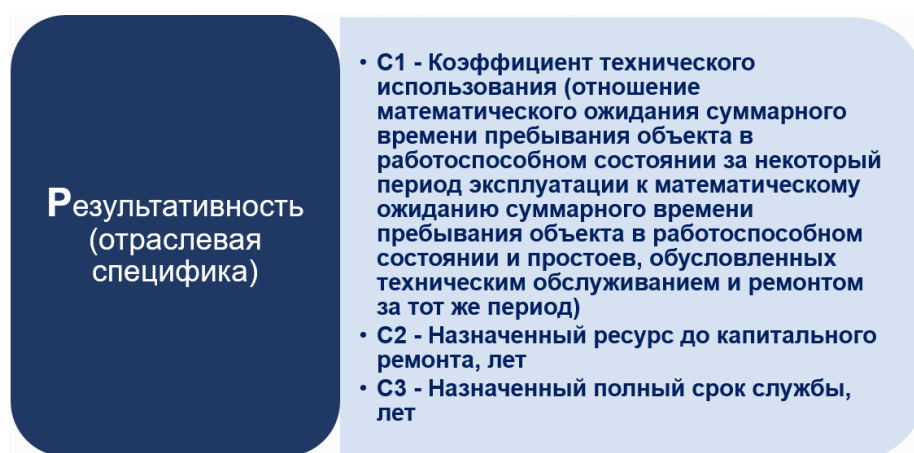 Результативность
(отраслевая
специфика)
• С1 - Коэффициент технического
использования (отношение
математического ожидания суммарного
времени пребывания объекта в
работоспособном состоянии за некоторый
период эксплуатации к математическому
ожиданию суммарного времени
пребывания объекта в работоспособном
состоянии и простоев, обусловленных
техническим обслуживанием и ремонтом
за тот же период)
• С2 - Назначенный ресурс до капитального
ремонта, лет
• С3 - Назначенный полный срок службы,
лет